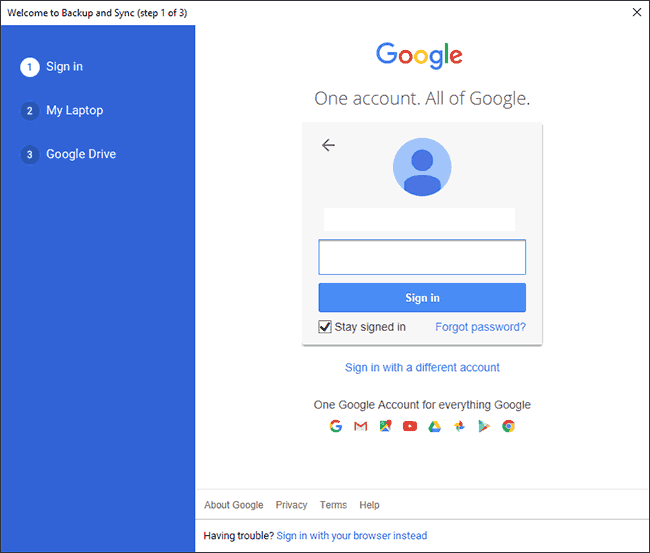 Welcome to Backup and Sync (step 1 of 3)
1 Sign in
2 My Laptop
3 Google Drive
Google
One account. All of Google.
Sign in
Stay signed in Forgot password?
Sign in with a different account
One Google Account for everything Google
About Google Privacy Terms Help
Having trouble? Sign in with your browser instead